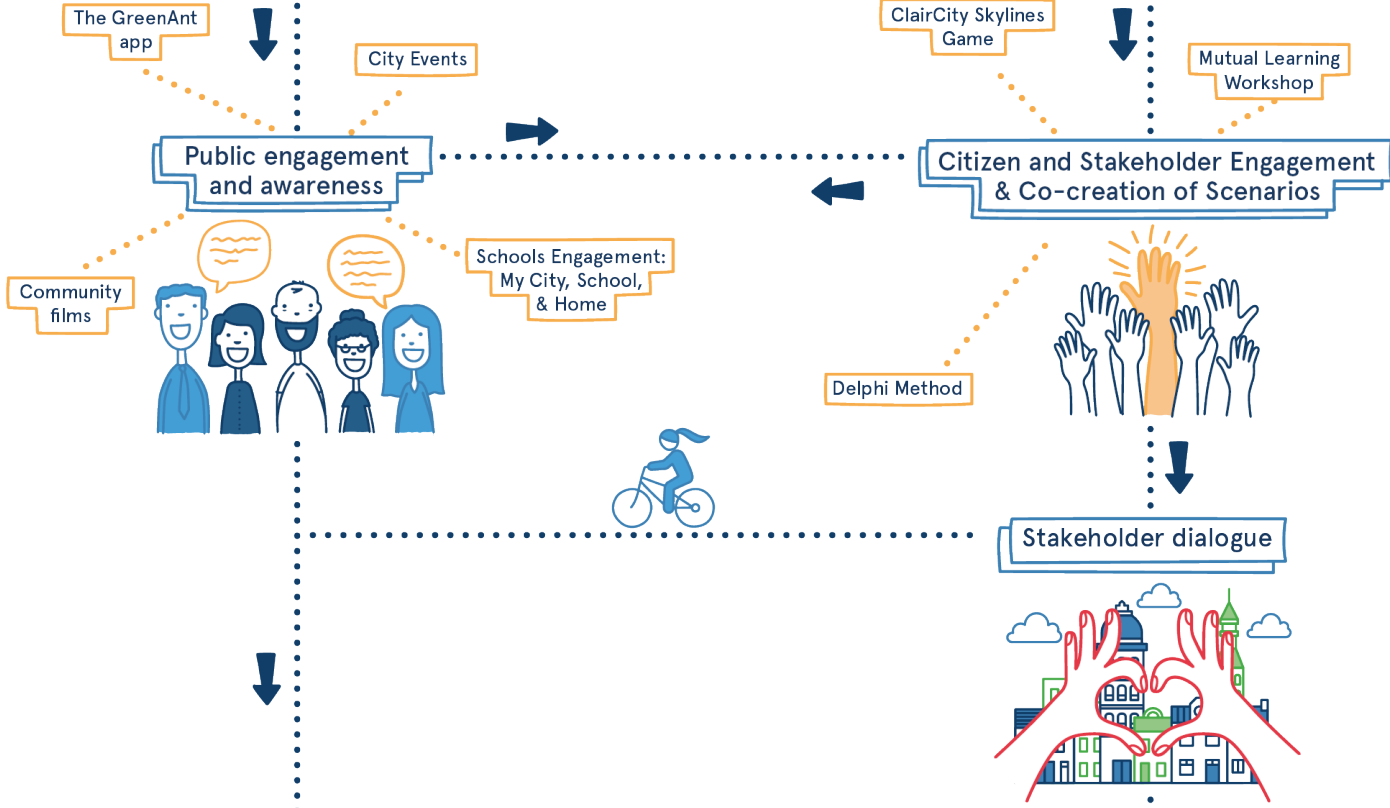 The GreenAnt
app
City Events
ClairCity Skylines
Game
Mutual Learning
Workshop
Public engagement
and awareness
Citizen and Stakeholder Engagement
& Co-creation of Scenarios
Community
films
Schools Engagement:
My City, School,
& Home
Delphi Method
Stakeholder dialogue